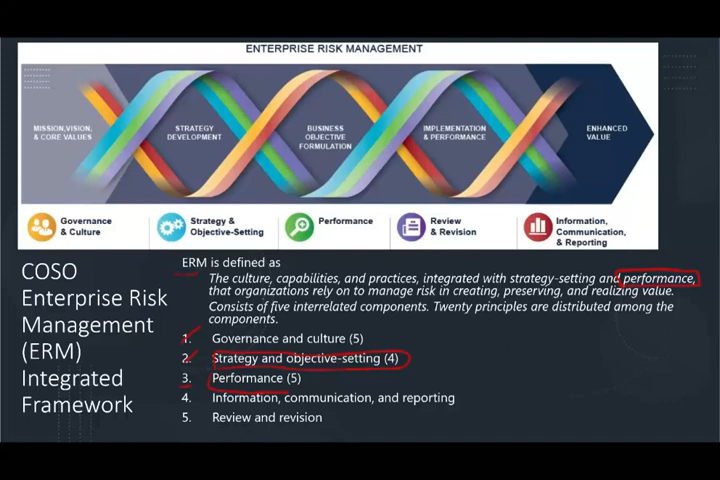 ENTERPRISE RISK MANAGEMENT
MISSION, VISION,
& CORE VALUES
STRATEGY
DEVELOPMENT
BUSINESS
OBJECTIVE
FORMULATION
IMPLEMENTATION
& PERFORMANCE
ENHANCED
VALUE
Governance
& Culture
Strategy &
Objective-Setting
Performance
Review
& Revision
Information,
Communication,
& Reporting
COSO
Enterprise Risk
Management
(ERM)
Integrated
Framework
ERM is defined as
The culture, capabilities, and practices, integrated with strategy-setting and performance,
that organizations rely on to manage risk in creating, preserving, and realizing value.
Consists of five interrelated components. Twenty principles are distributed among the
components.
1. Governance and culture (5)
2. Strategy and objective-setting (4)
3. Performance (5)
4. Information, communication, and reporting
5. Review and revision